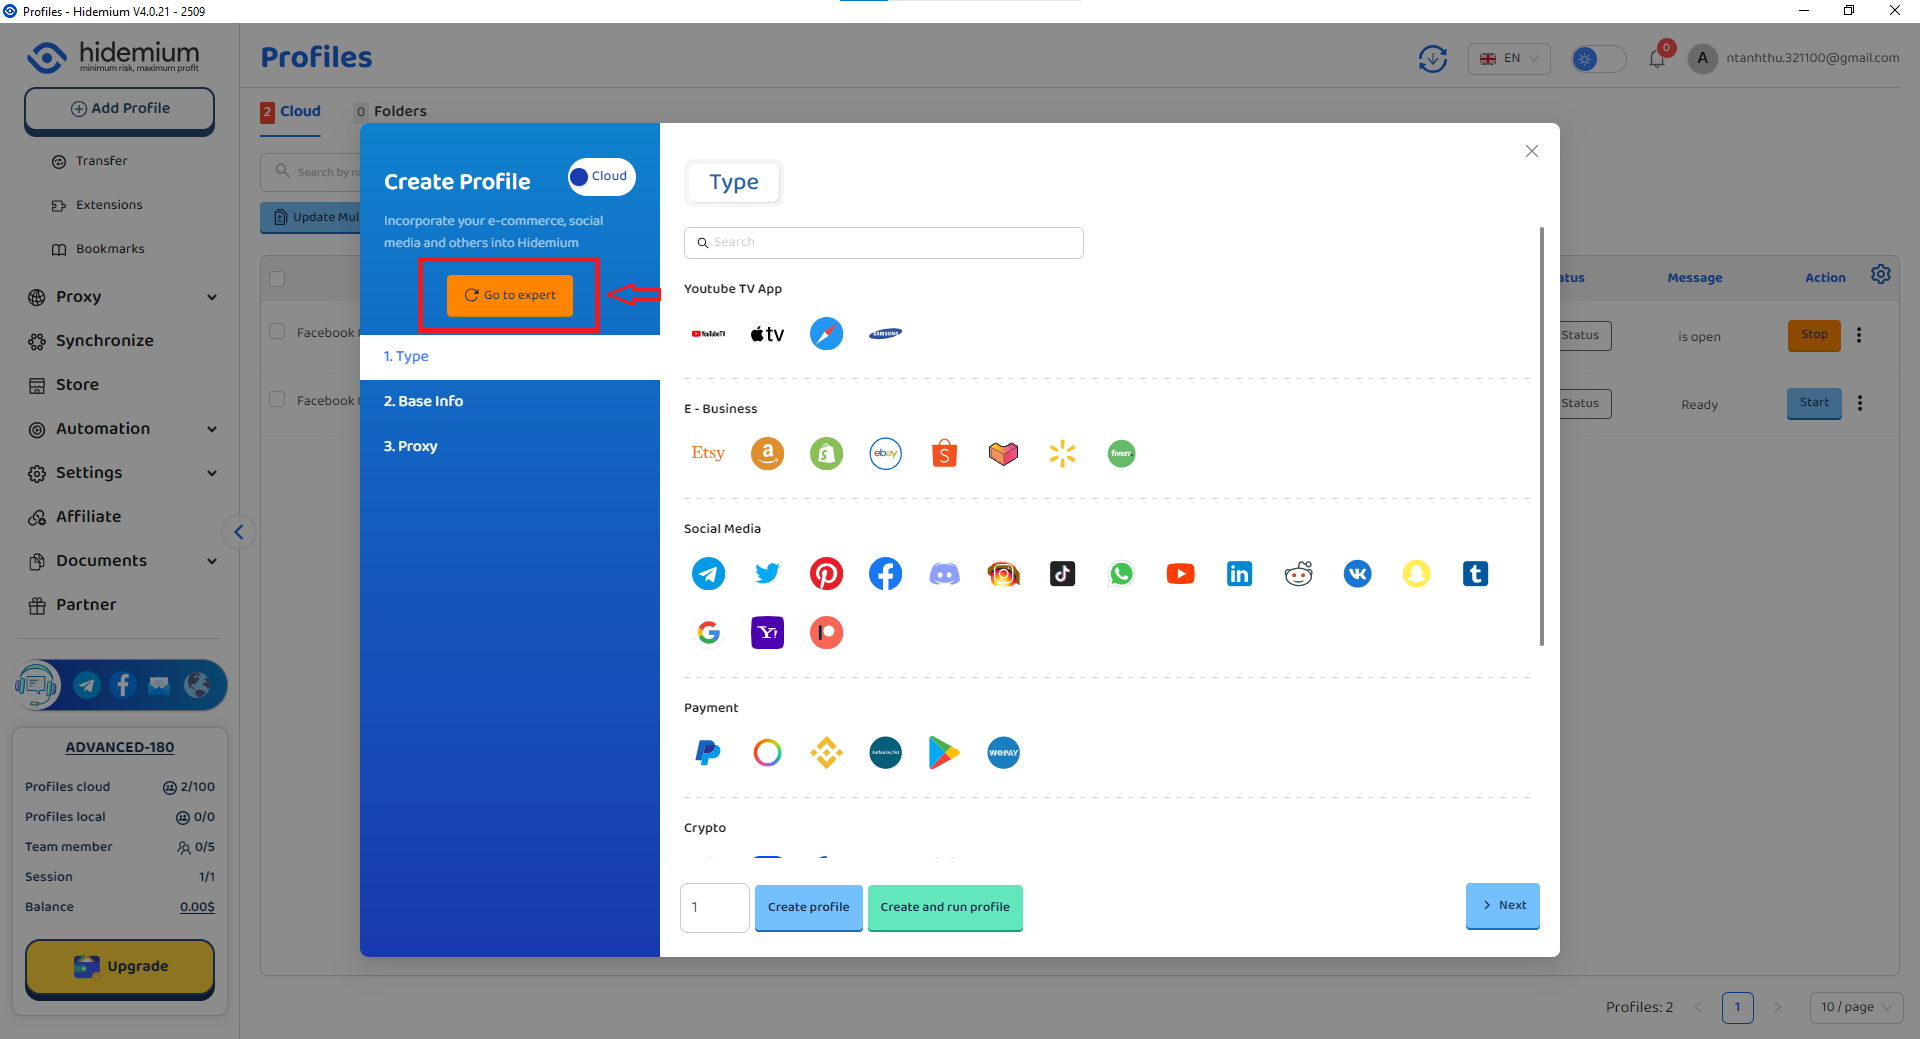 Profiles - Hidemium V4.0.21 - 2509
hidemium
minimum risk, maximum profit
Add Profile
Transfer
Extensions
Bookmarks
Proxy
Synchronize
Store
Automation
Settings
Affiliate
Documents
Partner
ADVANCED-180
Profiles cloud 2/100
Profiles local 0/0
Team member 0/5
Session 1/1
Balance 0.00$
Upgrade
Profiles
EN
0
A
ntanhthu.321100@gmail.com
2 Cloud
0 Folders
Search by na
Update Mul
Facebook
Facebook
Create Profile
Cloud
Incorporate your e-commerce, social
media and others into Hidemium
Go to expert
1. Type
2. Base Info
3. Proxy
Type
Search
Youtube TV App
YouTubeTV
tv
SAMSUNG
E - Business
Etsy
a
S
ebay
S
fiverr.
Social Media
in
VK
t
G
Y!
Payment
P
Authorize.Net
WePAY
Crypto
1
Create profile
Create and run profile
Next
atus
Message
Action
Status
is open
Stop
Status
Ready
Start
Profiles: 2
<
1
>
10 / page